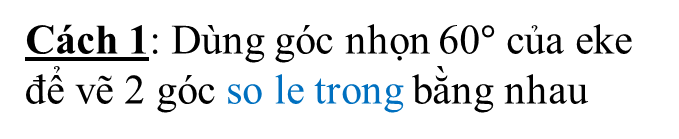 Cách 1: Dùng góc nhọn 60° của eke
để vẽ 2 góc so le trong bằng nhau